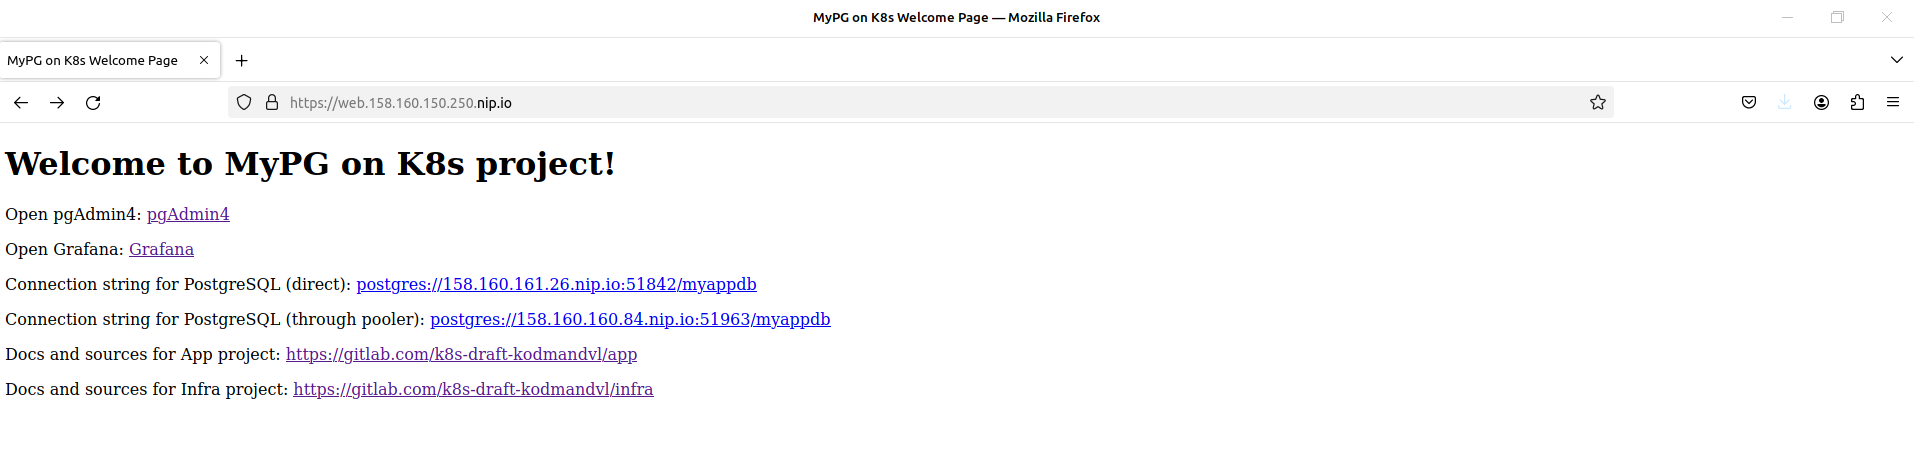 MyPG on K8s Welcome Page — Mozilla Firefox
MyPG on K8s Welcome Page
https://web.158.160.150.250.nip.io
Welcome to MyPG on K8s project!
Open pgAdmin4: pgAdmin4
Open Grafana: Grafana
Connection string for PostgreSQL (direct): postgres://158.160.161.26.nip.io:51842/myappdb
Connection string for PostgreSQL (through pooler): postgres://158.160.160.84.nip.io:51963/myappdb
Docs and sources for App project: https://gitlab.com/k8s-draft-kodmandvl/app
Docs and sources for Infra project: https://gitlab.com/k8s-draft-kodmandvl/infra